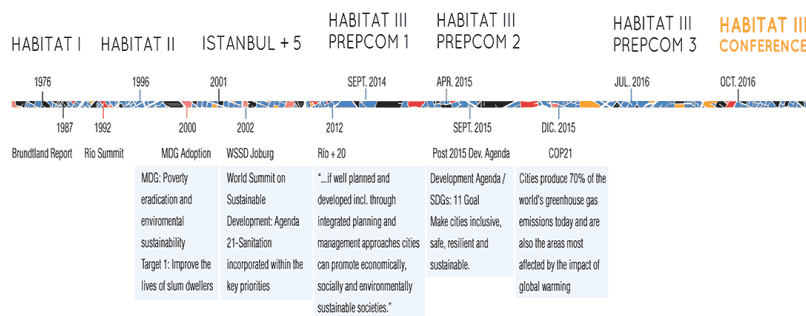 HABITAT I
HABITAT II
ISTANBUL + 5
HABITAT III
PREPCOM 1
HABITAT III
PREPCOM 2
HABITAT III
PREPCOM 3
HABITAT III
CONFERENCE
1976
1996
2001
SEPT. 2014
APR. 2015
JUL. 2016
OCT. 2016
1987
1992
2000
2002
2012
SEPT. 2015
DIC. 2015
Brundtland Report
Rio Summit
MDG Adoption
WSSD Joburg
Río + 20
Post 2015 Dev. Agenda
COP21
MDG: Poverty
eradication and
enviromental
sustainability
Target 1: Improve the
lives of slum dwellers
World Summit on
Sustainable
Development: Agenda
21-Sanitation
incorporated within the
key priorities
"...if well planned and
developed incl. through
integrated planning and
management approaches cities
can promote economically,
socially and environmentally
sustainable societies."
Development Agenda /
SDGs: 11 Goal
Make cities inclusive,
safe, resilient and
sustainable.
Cities produce 70% of the
world's greenhouse gas
emissions today and are
also the areas most
affected by the impact of
global warming